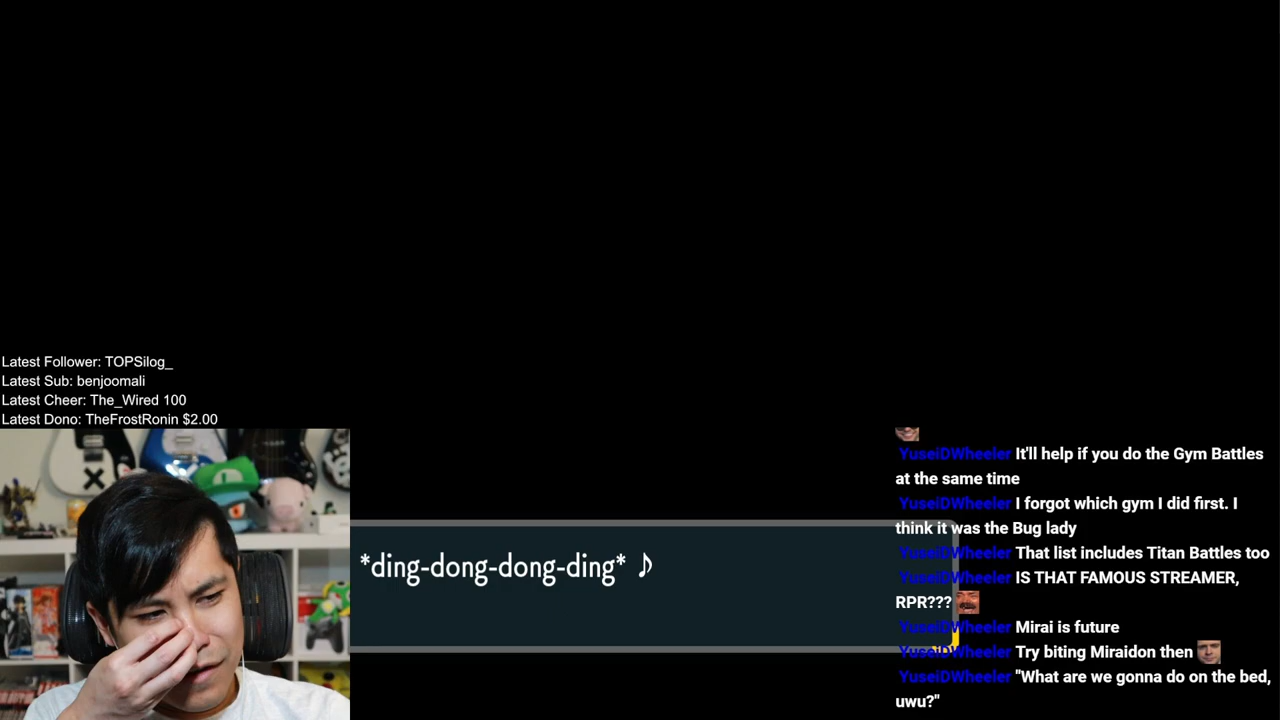 Latest Follower: TOPSilog_
Latest Sub: benjoomali
Latest Cheer: The_Wired 100
Latest Dono: TheFrostRonin $2.00
*ding-dong-dong-ding* ♪
YuseiDWheeler It'll help if you do the Gym Battles
at the same time
YuseiDWheeler I forgot which gym I did first. I
think it was the Bug lady
YuseiDWheeler That list includes Titan Battles too
YuseiDWheeler IS THAT FAMOUS STREAMER,
RPR???
YuseiDWheeler Mirai is future
YuseiDWheeler Try biting Miraidon then
YuseiDWheeler "What are we gonna do on the bed,
uwu?"